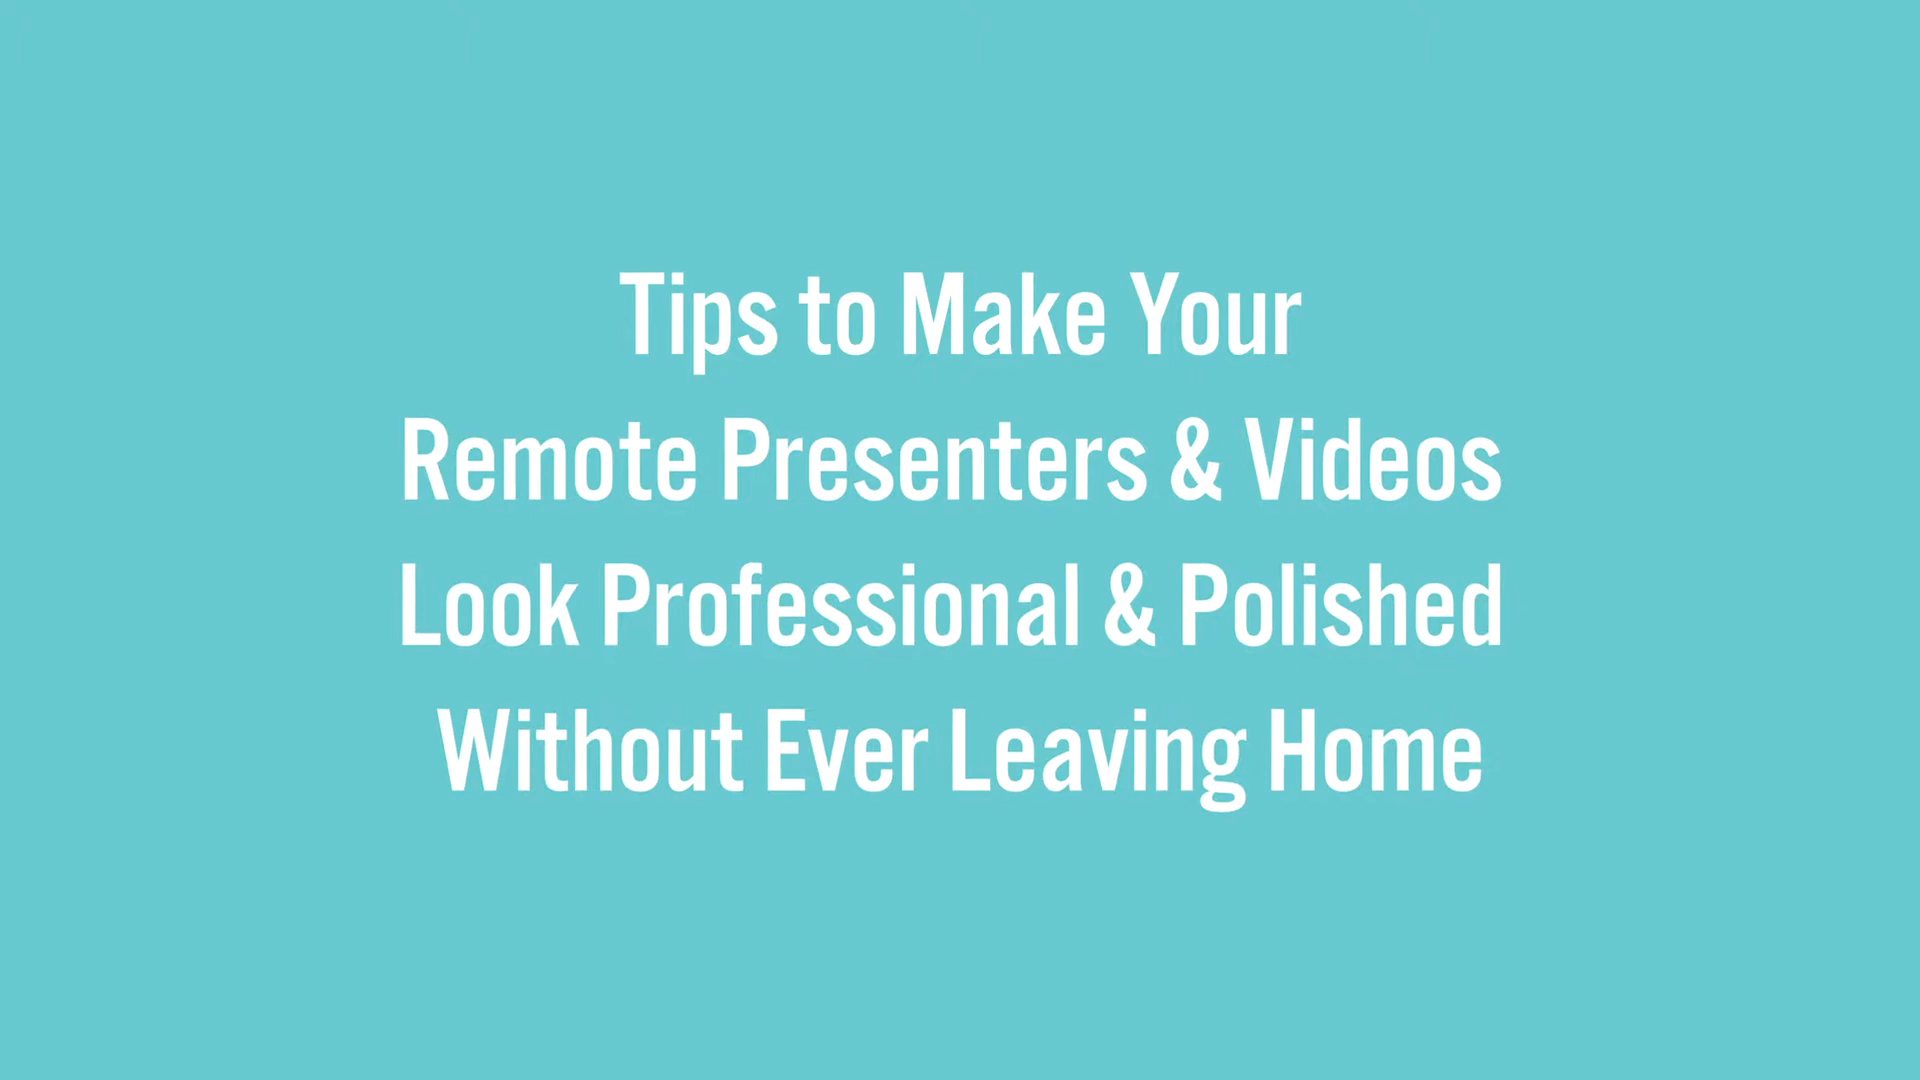 Tips to Make Your
Remote Presenters & Videos
Look Professional & Polished
Without Ever Leaving Home